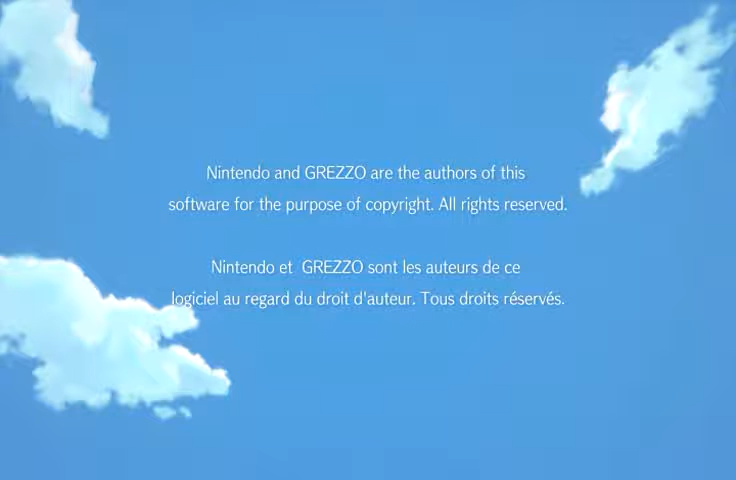 Nintendo and GREZZO are the authors of this
software for the purpose of copyright. All rights reserved.
Nintendo et  GREZZO sont les auteurs de ce
logiciel au regard du droit d'auteur. Tous droits réservés.